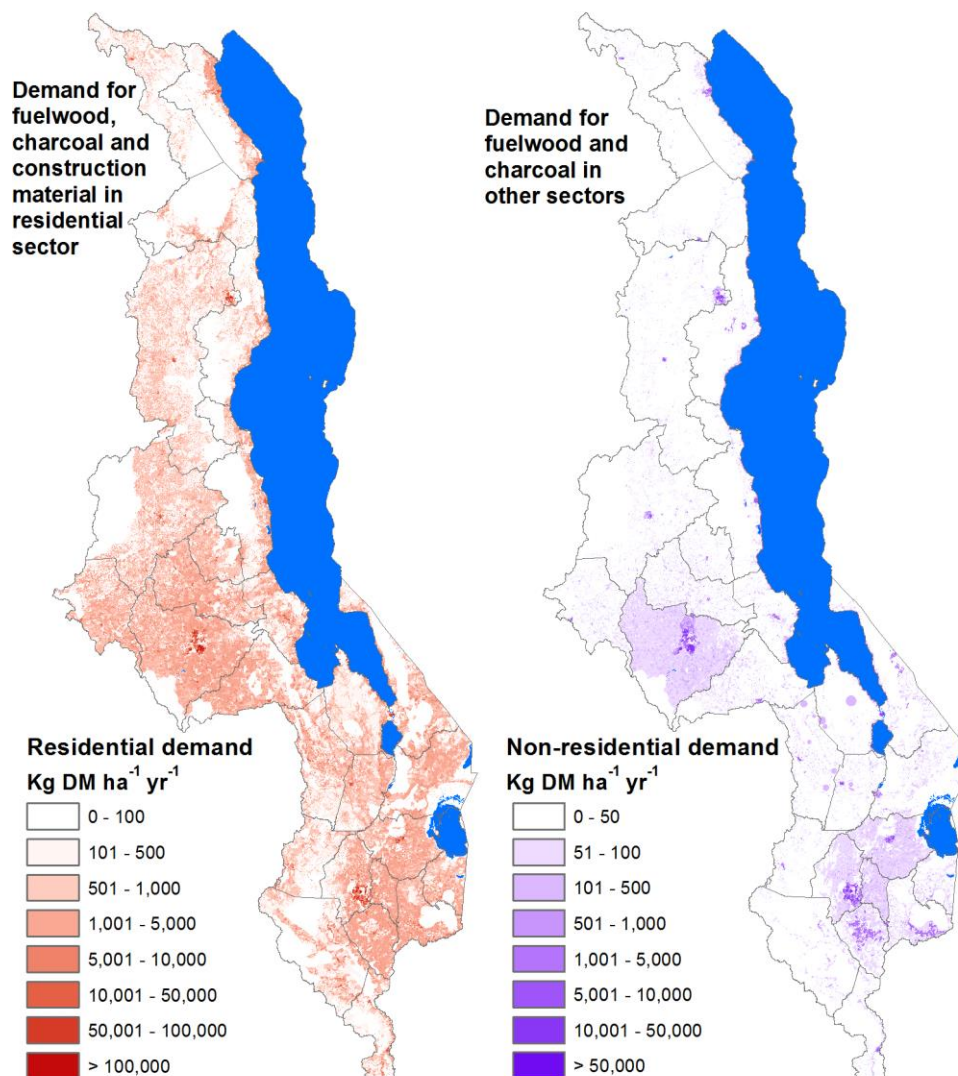 Demand for
fuelwood,
charcoal and
construction
material in
residential
sector
Residential demand
Kg DM ha⁻¹ yr⁻¹
0 - 100
101 - 500
501 - 1,000
1,001 - 5,000
5,001 - 10,000
10,001 - 50,000
50,001 - 100,000
> 100,000
Demand for
fuelwood and
charcoal in
other sectors
Non-residential demand
Kg DM ha⁻¹ yr⁻¹
0 - 50
51 - 100
101 - 500
501 - 1,000
1,001 - 5,000
5,001 - 10,000
10,001 - 50,000
> 50,000